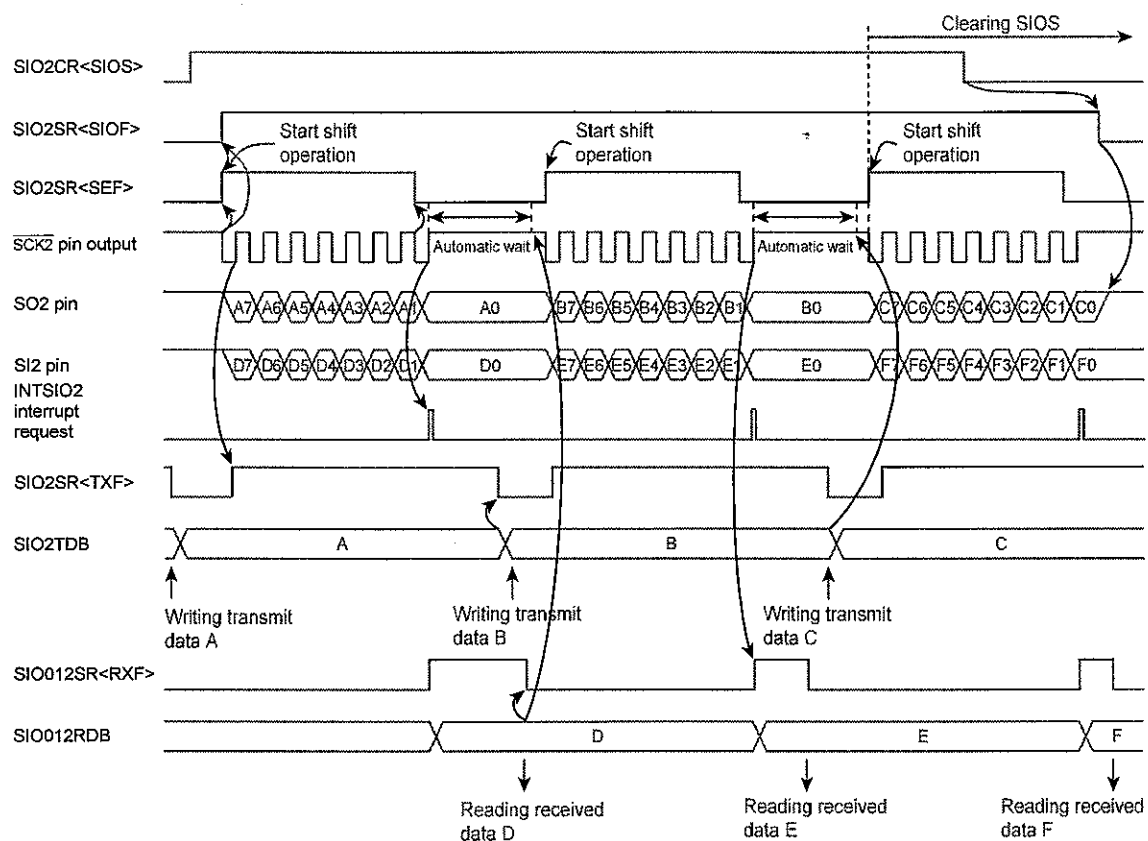 Clearing SIOS
SIO2CR<SIOS>
SIO2SR<SIOF>
Start shift
operation
Start shift
operation
Start shift
operation
SIO2SR<SEF>
SCK2 pin output
Automatic wait
Automatic wait
SO2 pin
A7 A6 A5 A4 A3 A2 A1 A0 B7 B6 B5 B4 B3 B2 B1 B0 C7 C6 C5 C4 C3 C2 C1 C0
SI2 pin
D7 D6 D5 D4 D3 D2 D1 D0 E7 E6 E5 E4 E3 E2 E1 E0 F7 F6 F5 F4 F3 F2 F1 F0
INTSIO2
interrupt
request
SIO2SR<TXF>
SIO2TDB
A B C
Writing transmit
data A
Writing transmit
data B
Writing transmit
data C
SIO012SR<RXF>
SIO012RDB
D E F
Reading received
data D
Reading received
data E
Reading received
data F